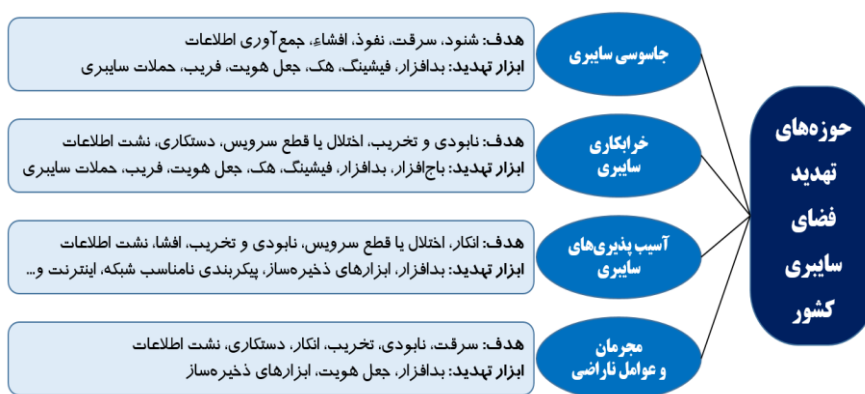 حوزه‌های
تهدید
فضای
سایبری
کشور
جاسوسی سایبری
هدف: شنود، سرقت، نفوذ، افشاء، جمع‌آوری اطلاعات
ابزار تهدید: بدافزار، فیشینگ، هک، جعل هویت، فریب، حملات سایبری
خرابکاری
سایبری
هدف: نابودی و تخریب، اختلال یا قطع سرویس، دستکاری، نشت اطلاعات
ابزار تهدید: باج‌افزار، بدافزار، فیشینگ، هک، جعل هویت، فریب، حملات سایبری
آسیب پذیری‌های
سایبری
هدف: انکار، اختلال یا قطع سرویس، نابودی و تخریب، افشا، نشت اطلاعات
ابزار تهدید: بدافزار، ابزارهای ذخیره‌ساز، پیکربندی نامناسب شبکه، اینترنت و...
مجرمان
و عوامل ناراضی
هدف: سرقت، نابودی، تخریب، انکار، دستکاری، نشت اطلاعات
ابزار تهدید: بدافزار، جعل هویت، ابزارهای ذخیره‌ساز